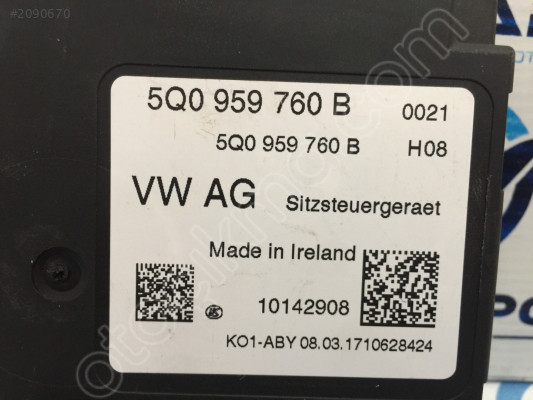 #2090670
5Q0 959 760 B 0021
5Q0 959 760 B H08
VW AG Sitzsteuergeraet
Made in Ireland
10142908
KO1-ABY 08.03.1710628424